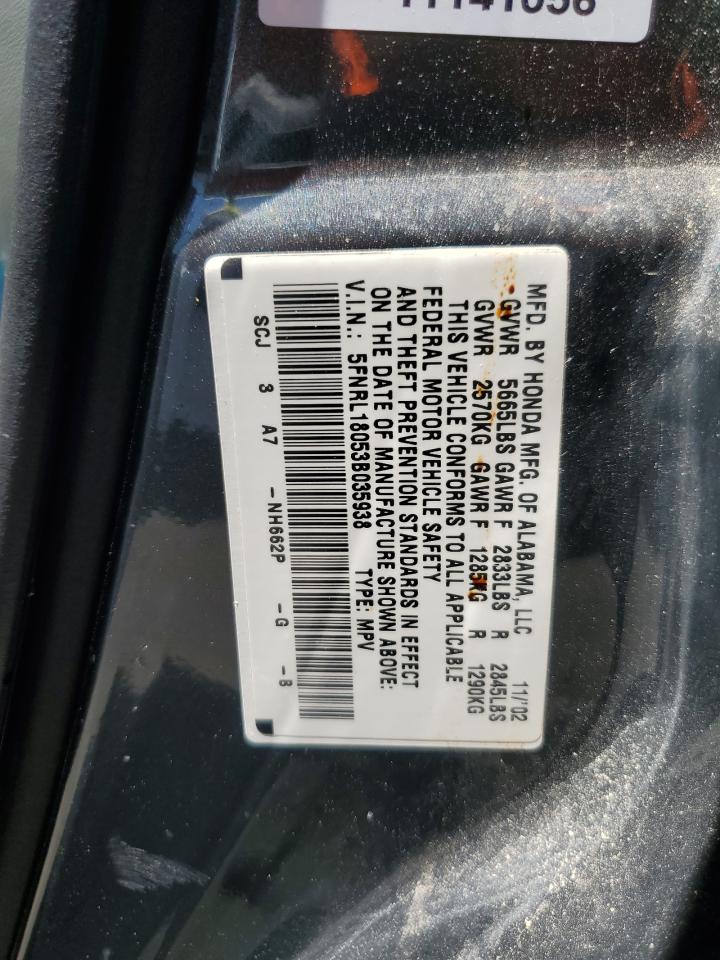 MFD. BY HONDA MFG. OF ALABAMA, LLC 11/'02
GVWR 5665LBS GAWR F 2833LBS R 2845LBS
GVWR 2570KG GAWR F 1285KG R 1290KG
THIS VEHICLE CONFORMS TO ALL APPLICABLE
FEDERAL MOTOR VEHICLE SAFETY
AND THEFT PREVENTION STANDARDS IN EFFECT
ON THE DATE OF MANUFACTURE SHOWN ABOVE:
V.I.N.: 5FNRL18053B035938 TYPE: MPV
SCJ 3 A7 -NH662P -G -B